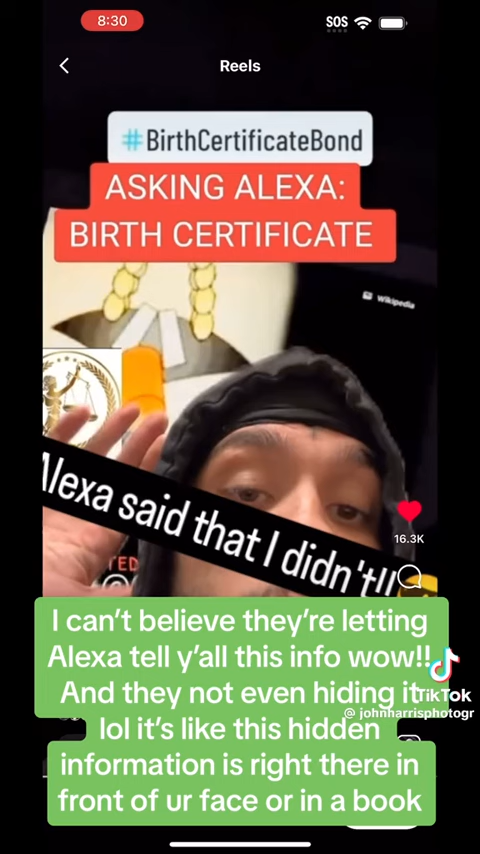 8:30
SOS
Reels
#BirthCertificateBond
ASKING ALEXA:
BIRTH CERTIFICATE
Wikipedia
Alexa said that I didn't!!
TED
16.3K
I can't believe they're letting
Alexa tell y'all this info wow!!
And they not even hiding it
lol it's like this hidden
information is right there in
front of ur face or in a book
TikTok
@ johnharrisphotogr